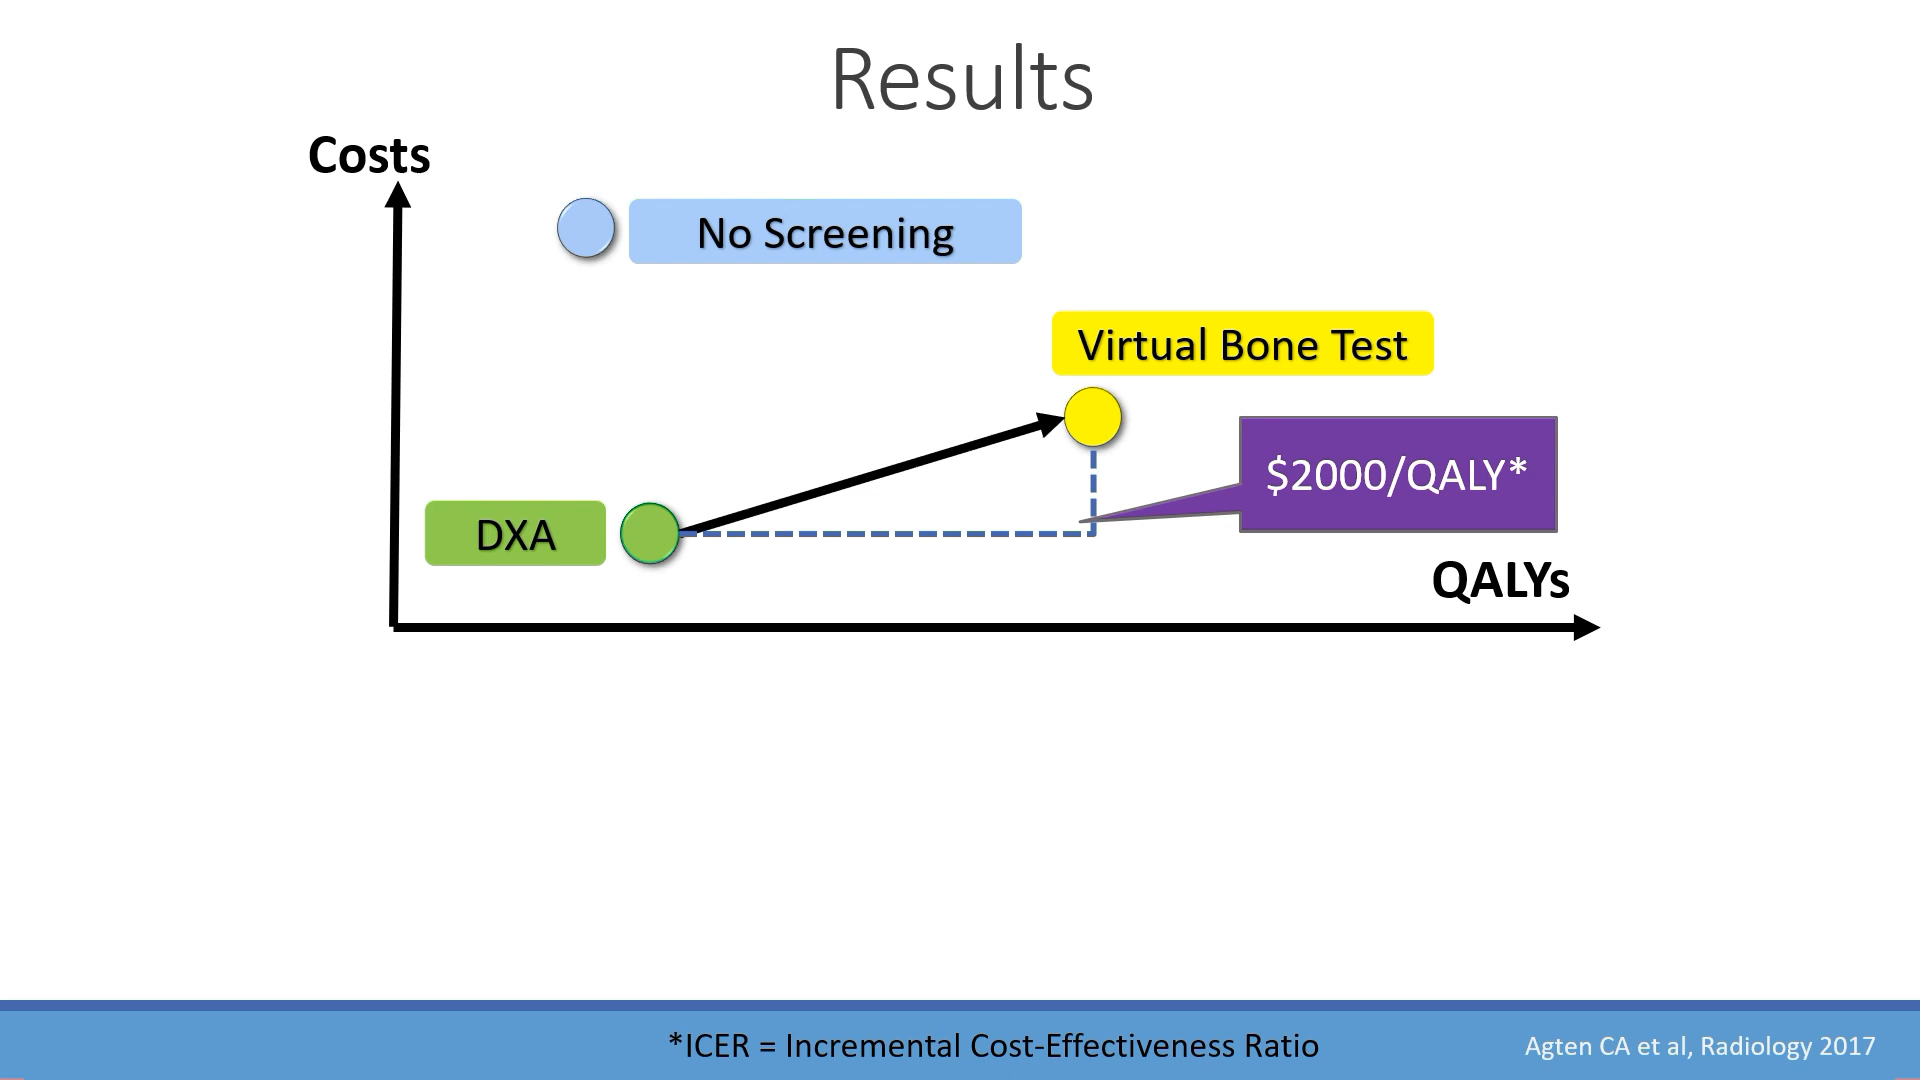 Results
Costs
No Screening
Virtual Bone Test
$2000/QALY*
DXA
QALYs
*ICER = Incremental Cost-Effectiveness Ratio
Agten CA et al, Radiology 2017